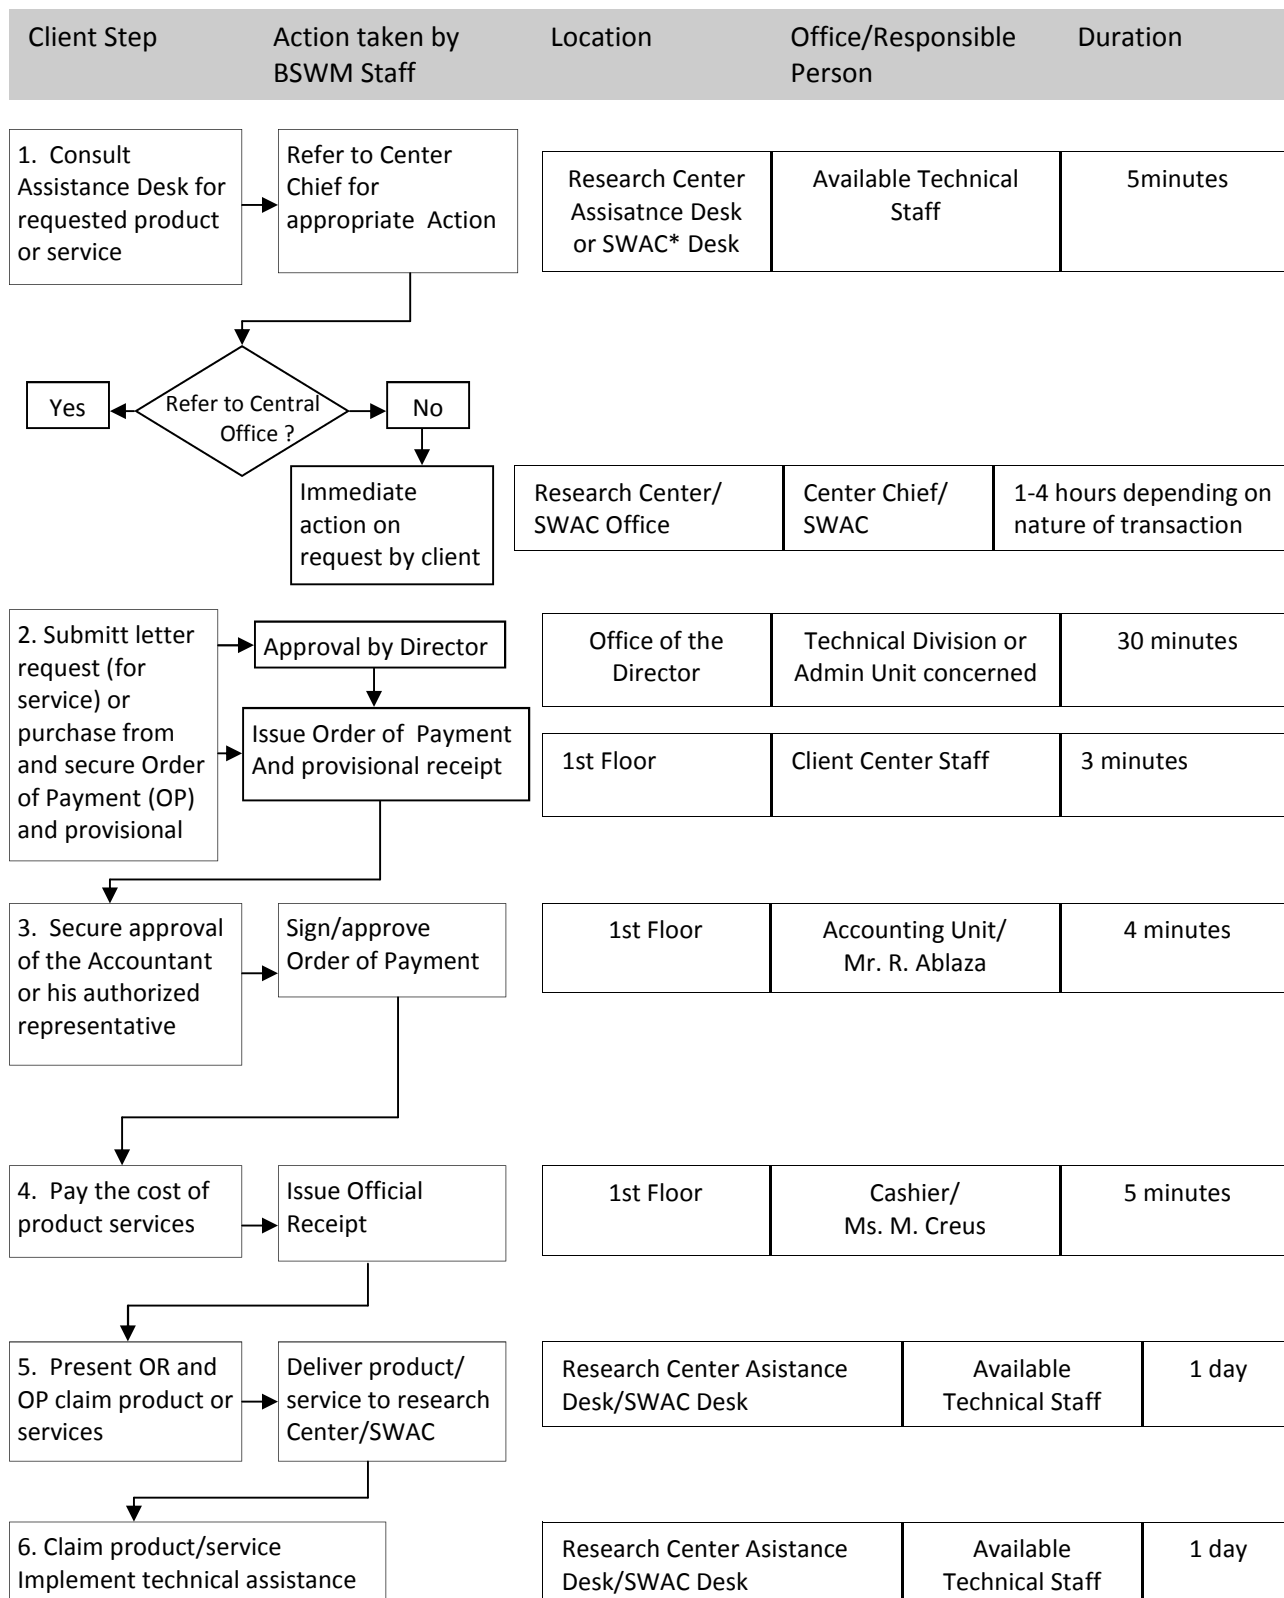 Client Step
Action taken by
BSWM Staff
Location
Office/Responsible
Person
Duration
1.  Consult
Assistance Desk for
requested product
or service
Refer to Center
Chief for
appropriate  Action
Research Center
Assisatnce Desk
or SWAC* Desk
Available Technical
Staff
5minutes
Yes
Refer to Central
Office ?
No
Immediate
action on
request by client
Research Center/
SWAC Office
Center Chief/
SWAC
1-4 hours depending on
nature of transaction
2. Submitt letter
request (for
service) or
purchase from
and secure Order
of Payment (OP)
and provisional
Approval by Director
Office of the
Director
Technical Division or
Admin Unit concerned
30 minutes
Issue Order of  Payment
And provisional receipt
1st Floor
Client Center Staff
3 minutes
3.  Secure approval
of the Accountant
or his authorized
representative
Sign/approve
Order of Payment
1st Floor
Accounting Unit/
Mr. R. Ablaza
4 minutes
4.  Pay the cost of
product services
Issue Official
Receipt
1st Floor
Cashier/
Ms. M. Creus
5 minutes
5.  Present OR and
OP claim product or
services
Deliver product/
service to research
Center/SWAC
Research Center Asistance
Desk/SWAC Desk
Available
Technical Staff
1 day
6. Claim product/service
Implement technical assistance
Research Center Asistance
Desk/SWAC Desk
Available
Technical Staff
1 day